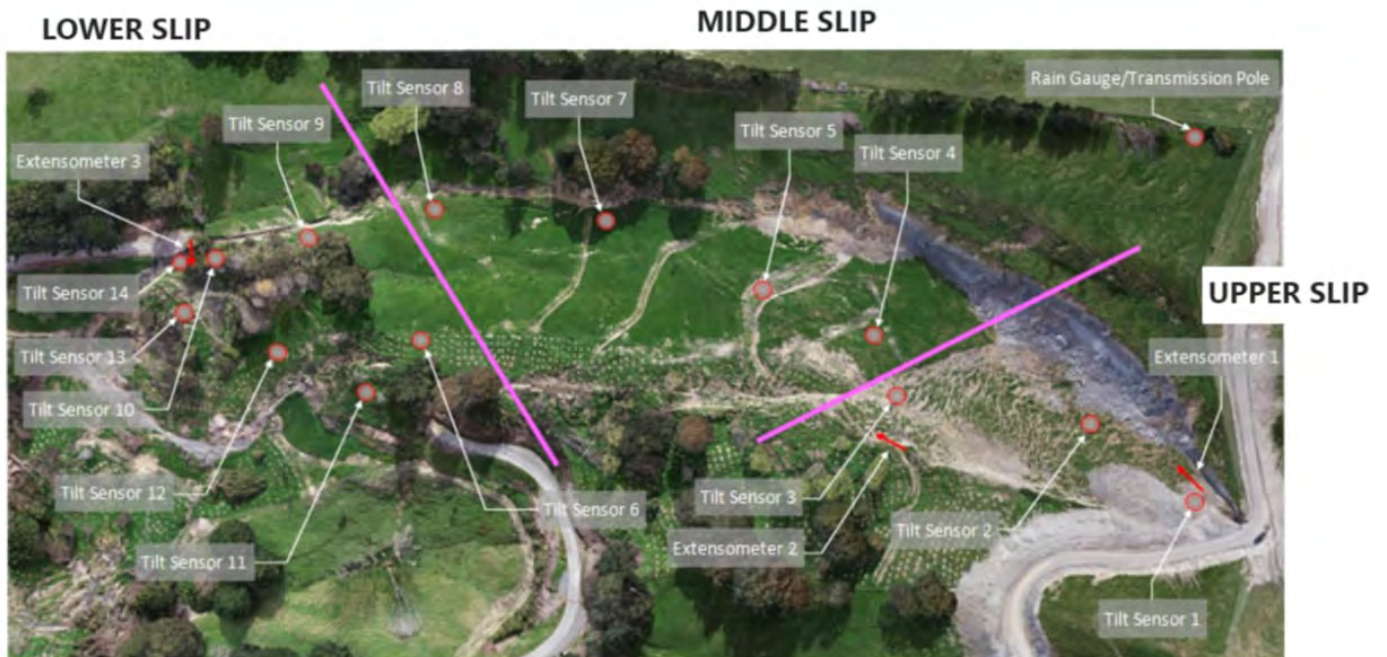 LOWER SLIP
MIDDLE SLIP
Rain Gauge/Transmission Pole
Tilt Sensor 8
Tilt Sensor 7
Tilt Sensor 9
Tilt Sensor 5
Tilt Sensor 4
Extensometer 3
Tilt Sensor 14
UPPER SLIP
Tilt Sensor 13
Extensometer 1
Tilt Sensor 10
Tilt Sensor 12
Tilt Sensor 3
Tilt Sensor 6
Tilt Sensor 2
Extensometer 2
Tilt Sensor 11
Tilt Sensor 1